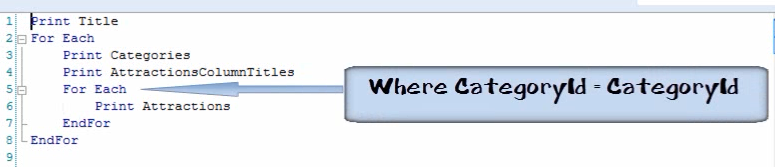 1 Print Title
2 For Each
3 Print Categories
4 Print AttractionsColumnTitles
5 For Each
6 Print Attractions
7 EndFor
8 EndFor
9
Where CategoryId = CategoryId